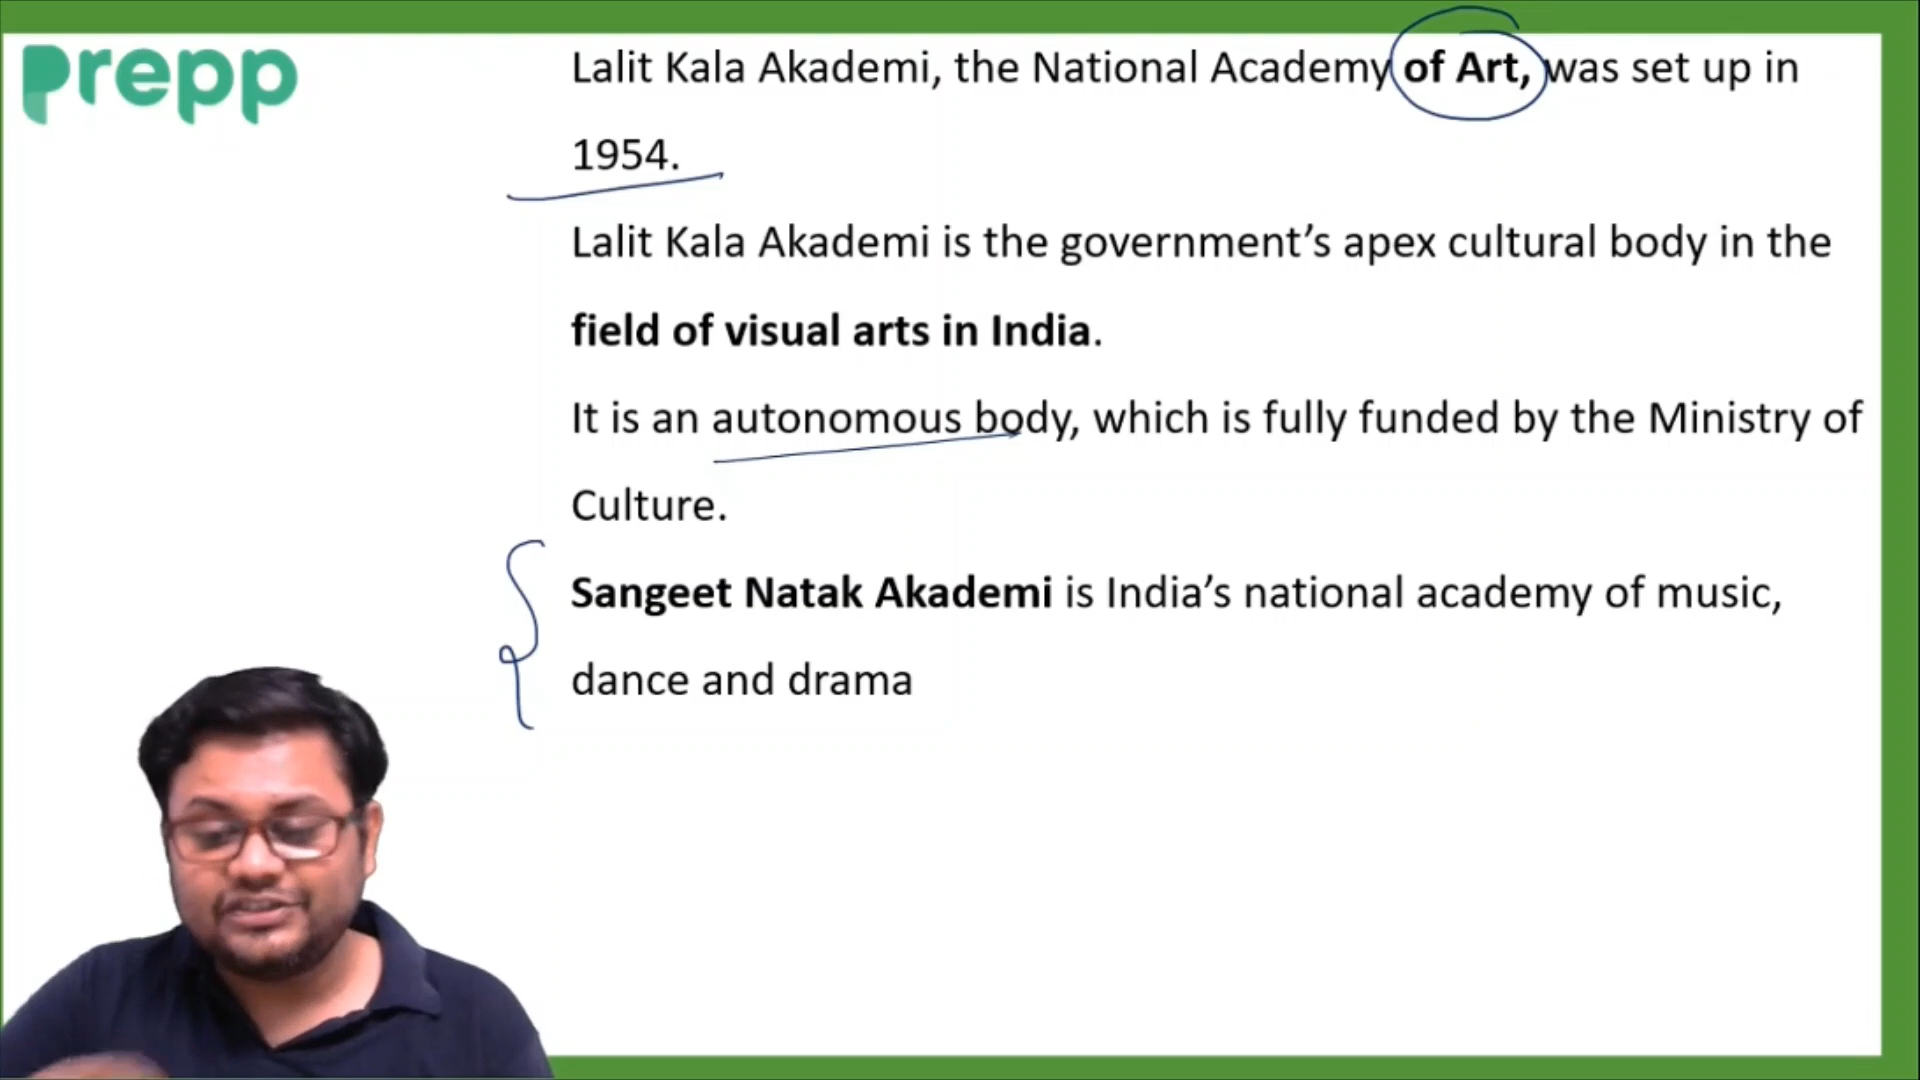 prepp
Lalit Kala Akademi, the National Academy of Art, was set up in
1954.
Lalit Kala Akademi is the government’s apex cultural body in the
field of visual arts in India.
It is an autonomous body, which is fully funded by the Ministry of
Culture.
Sangeet Natak Akademi is India’s national academy of music,
dance and drama